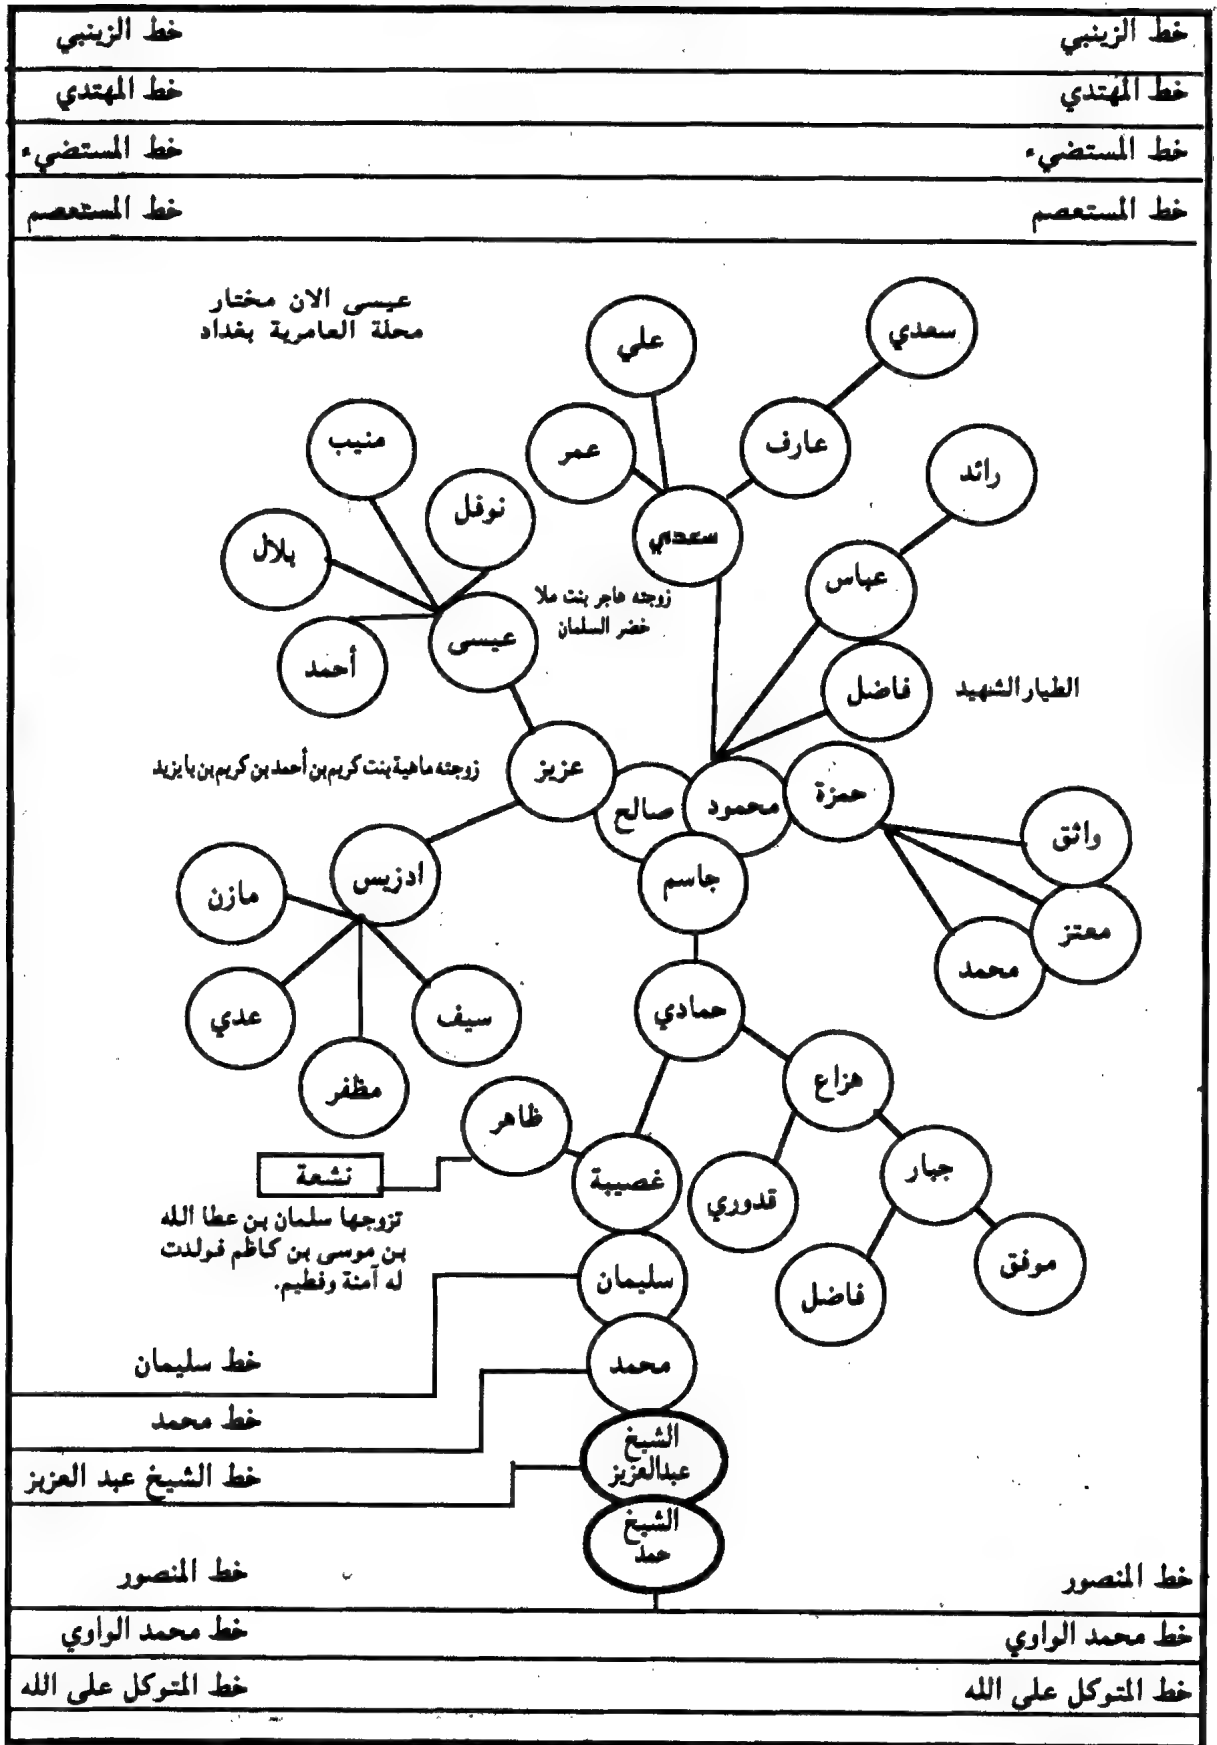 خط الزينبي
خط الزينبي
خط المهتدي
خط المهتدي
خط المستضيء
خط المستضيء
خط المستعصم
خط المستعصم
عيسى الان مختار
محلة العامرية بغداد
سعدي
علي
عارف
عمر
منيب
رائد
نوفل
سعدي
بلال
عباس
زوجته هاجر بنت ملا
خضر السلمان
عيسى
أحمد
فاضل
الطيار الشهيد
زوجته ماهية بنت كريم بن أحمد بن كريم بن بايزيد
عزيز
صالح
محمود
حمزة
واثق
جاسم
ادريس
مازن
معتز
محمد
حمادي
سيف
عدي
مظفر
هزاع
ظاهر
جبار
نشعة
غصيبة
قدوري
تزوجها سلمان بن عطا الله
بن موسى بن كاظم فولدت
له آمنة وفطيم.
موفق
فاضل
سليمان
خط سليمان
محمد
خط محمد
الشيخ
عبدالعزيز
خط الشيخ عبد العزيز
الشيخ
حمد
خط المنصور
خط المنصور
خط محمد الراوي
خط محمد الراوي
خط المتوكل على الله
خط المتوكل على الله